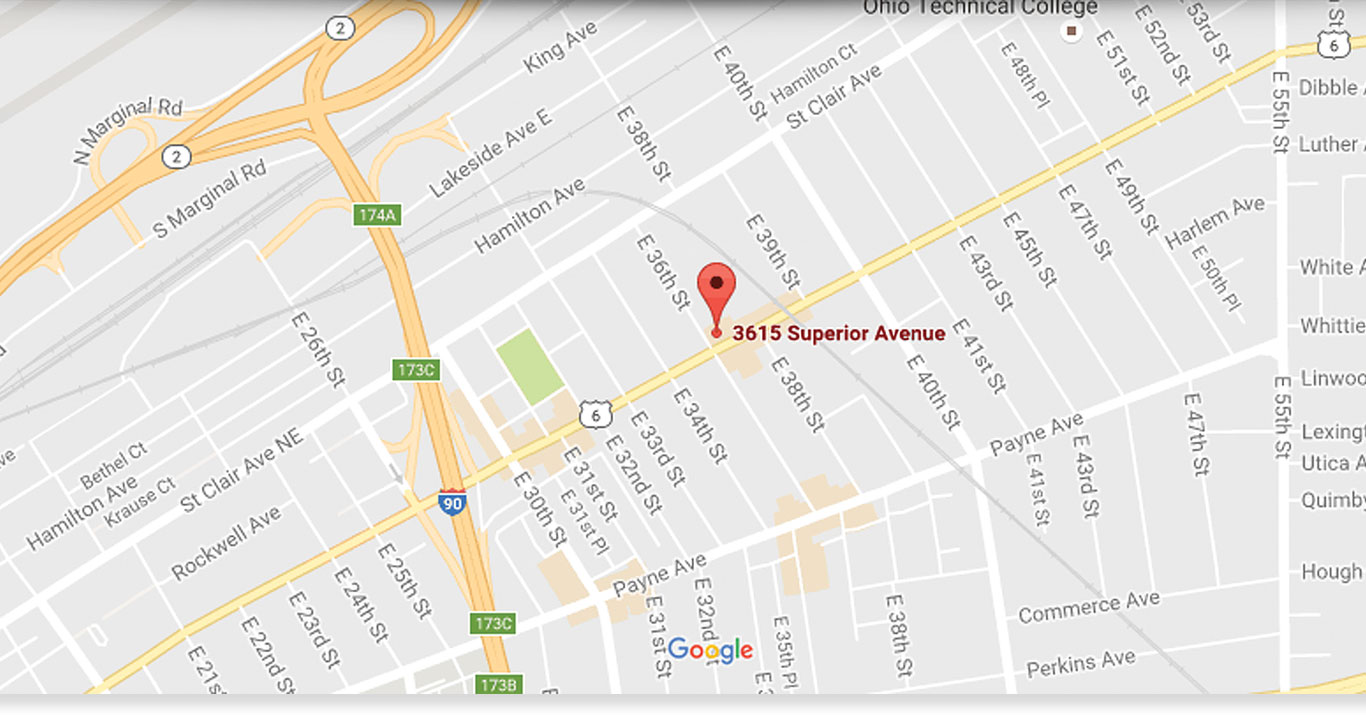 Ohio Technical College
2
6
King Ave
E 40th St
Hamilton Ct
St Clair Ave
E 48th Pl
E 51st St
E 52nd St
53rd St
E 55th St
Dibble
Luther
N Marginal Rd
2
S Marginal Rd
Lakeside Ave E
E 38th St
174A
Hamilton Ave
E 36th St
E 39th St
E 43rd St
E 45th St
E 47th St
E 49th St
Harlem Ave
E 50th Pl
White
Whittie
3615 Superior Avenue
E 26th St
173C
6
E 34th St
E 38th St
E 40th St
E 41st St
Payne Ave
E 47th St
E 55th St
Linwoo
Lexing
Utica
Quimby
Hough
Bethel Ct
Hamilton Ave
Krause Ct
St Clair Ave NE
Rockwell Ave
90
E 30th St
E 31st St
E 31st Pl
E 32nd St
E 33rd St
E 41st St
E 43rd St
E 25th St
E 24th St
E 23rd St
E 22nd St
E 21s
173C
173B
Payne Ave
E 31st St
E 32nd
E 35th Pl
E 38th St
Commerce Ave
Perkins Ave
Google